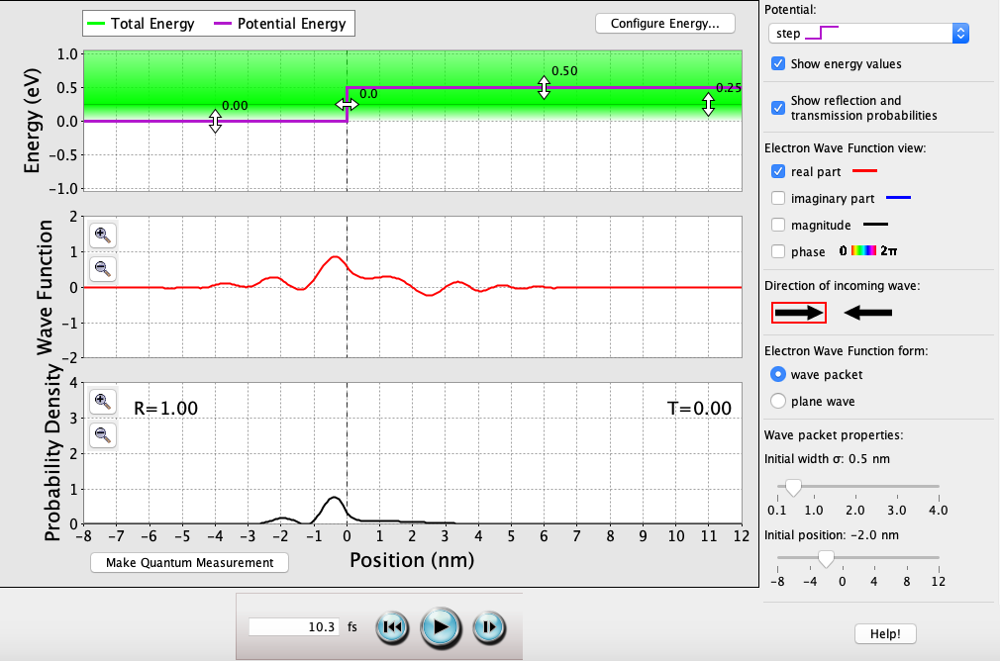 Total Energy Potential Energy
Configure Energy...
Energy (eV)
1.0
0.5
0.0
−0.5
−1.0
0.00
0.0
0.50
0.25
Wave Function
2
1
0
−1
−2
Probability Density
4
3
2
1
0
R=1.00
T=0.00
−8 −7 −6 −5 −4 −3 −2 −1 0 1 2 3 4 5 6 7 8 9 10 11 12
Position (nm)
Make Quantum Measurement
10.3 fs
Potential:
step
Show energy values
Show reflection and
transmission probabilities
Electron Wave Function view:
real part
imaginary part
magnitude
phase 0 2π
Direction of incoming wave:
Electron Wave Function form:
wave packet
plane wave
Wave packet properties:
Initial width σ: 0.5 nm
0.1 1.0 2.0 3.0 4.0
Initial position: −2.0 nm
−8 −4 0 4 8 12
Help!